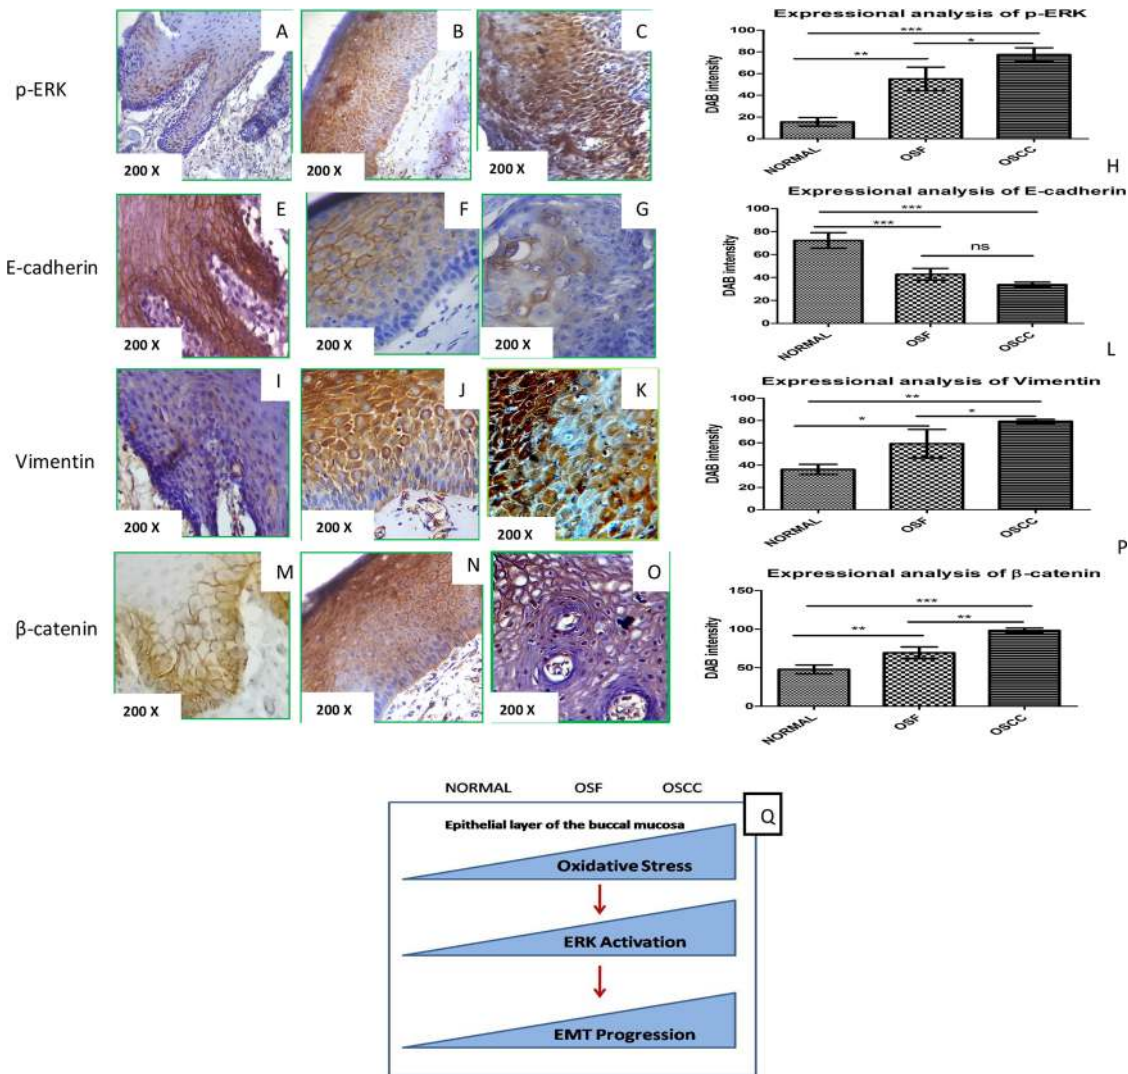 p-ERK
A
200 X
B
200 X
C
200 X
Expressional analysis of p-ERK
DAB intensity
100
80
60
40
20
0
***
**
*
NORMAL
OSF
OSCC
H
E-cadherin
E
200 X
F
200 X
G
200 X
Expressional analysis of E-cadherin
DAB intensity
100
80
60
40
20
0
***
***
ns
NORMAL
OSF
OSCC
L
Vimentin
I
200 X
J
200 X
K
200 X
Expressional analysis of Vimentin
DAB intensity
100
80
60
40
20
0
**
*
*
NORMAL
OSF
OSCC
P
β-catenin
M
200 X
N
200 X
O
200 X
Expressional analysis of β-catenin
DAB intensity
150
100
50
0
***
**
**
NORMAL
OSF
OSCC
NORMAL OSF OSCC
Q
Epithelial layer of the buccal mucosa
Oxidative Stress
ERK Activation
EMT Progression